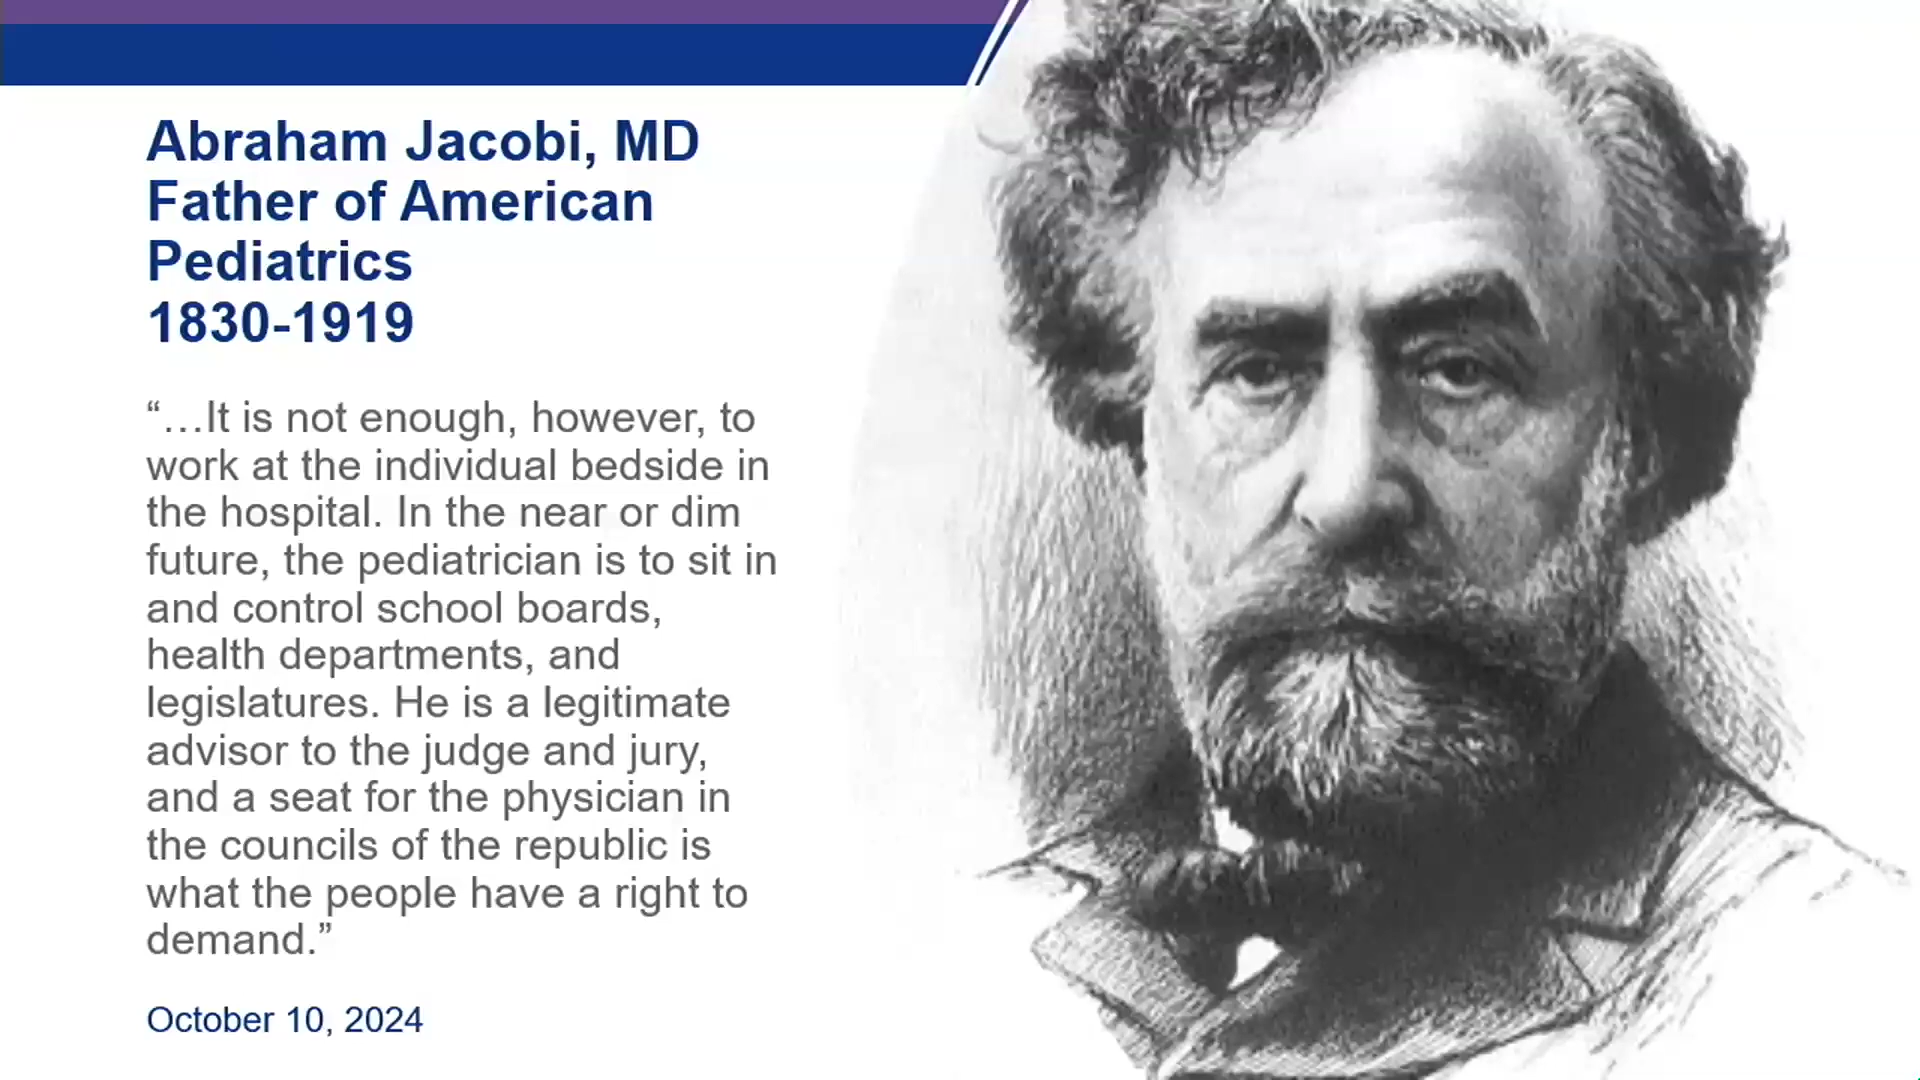 Abraham Jacobi, MD
Father of American
Pediatrics
1830-1919
“…It is not enough, however, to
work at the individual bedside in
the hospital. In the near or dim
future, the pediatrician is to sit in
and control school boards,
health departments, and
legislatures. He is a legitimate
advisor to the judge and jury,
and a seat for the physician in
the councils of the republic is
what the people have a right to
demand.”
October 10, 2024